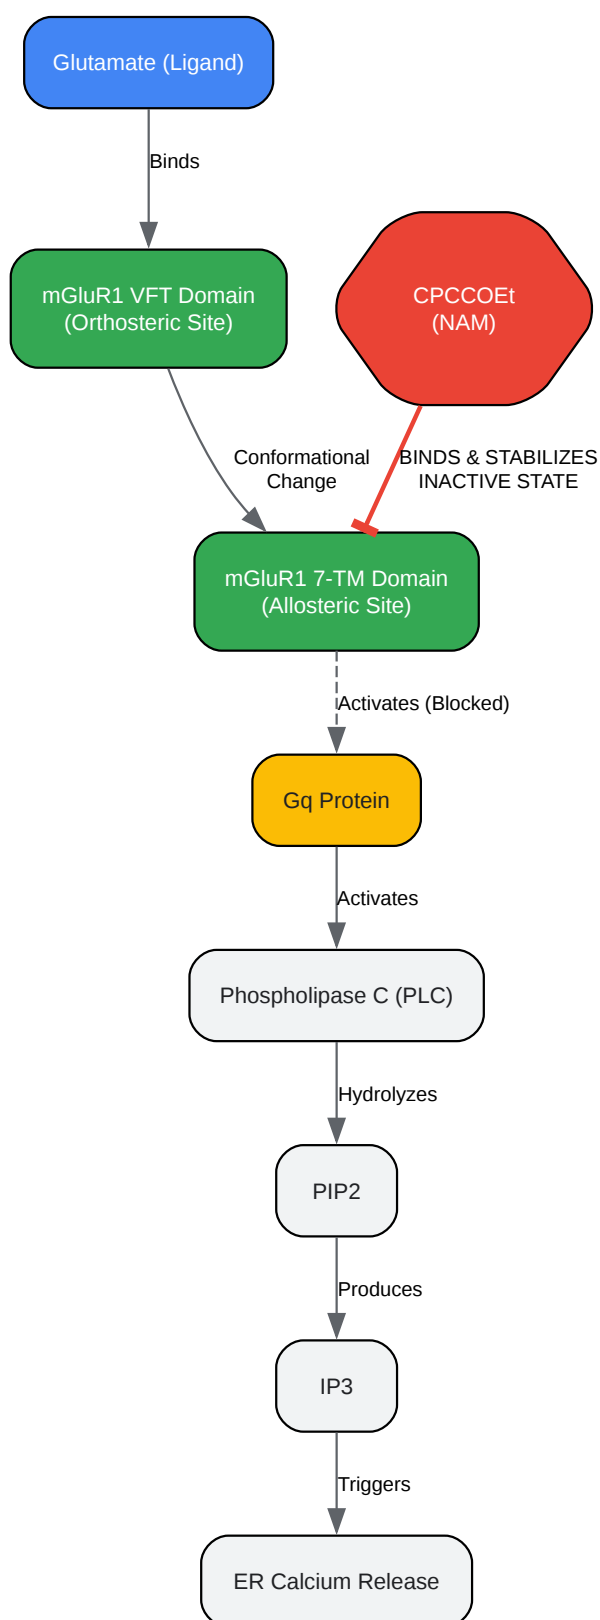 Glutamate (Ligand)
Binds
mGluR1 VFT Domain
(Orthosteric Site)
CPCCOEt
(NAM)
Conformational
Change
BINDS & STABILIZES
INACTIVE STATE
mGluR1 7-TM Domain
(Allosteric Site)
Activates (Blocked)
Gq Protein
Activates
Phospholipase C (PLC)
Hydrolyzes
PIP2
Produces
IP3
Triggers
ER Calcium Release